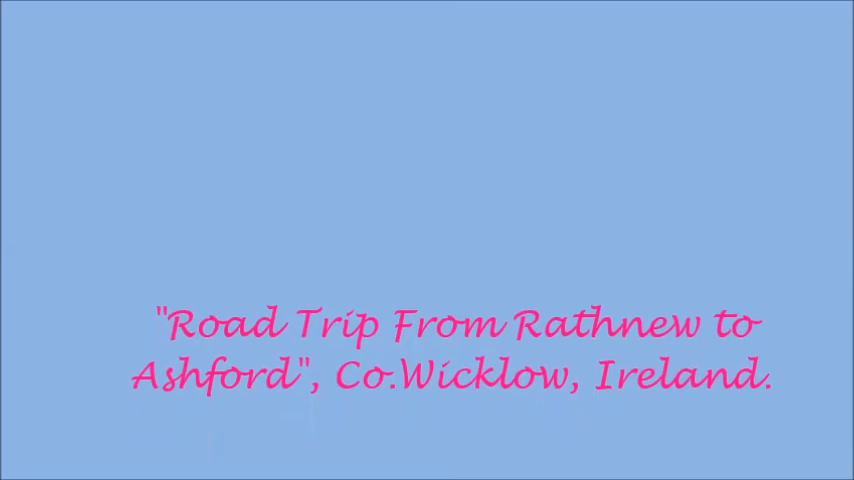 "Road Trip From Rathnew to
Ashford", Co.Wicklow, Ireland.